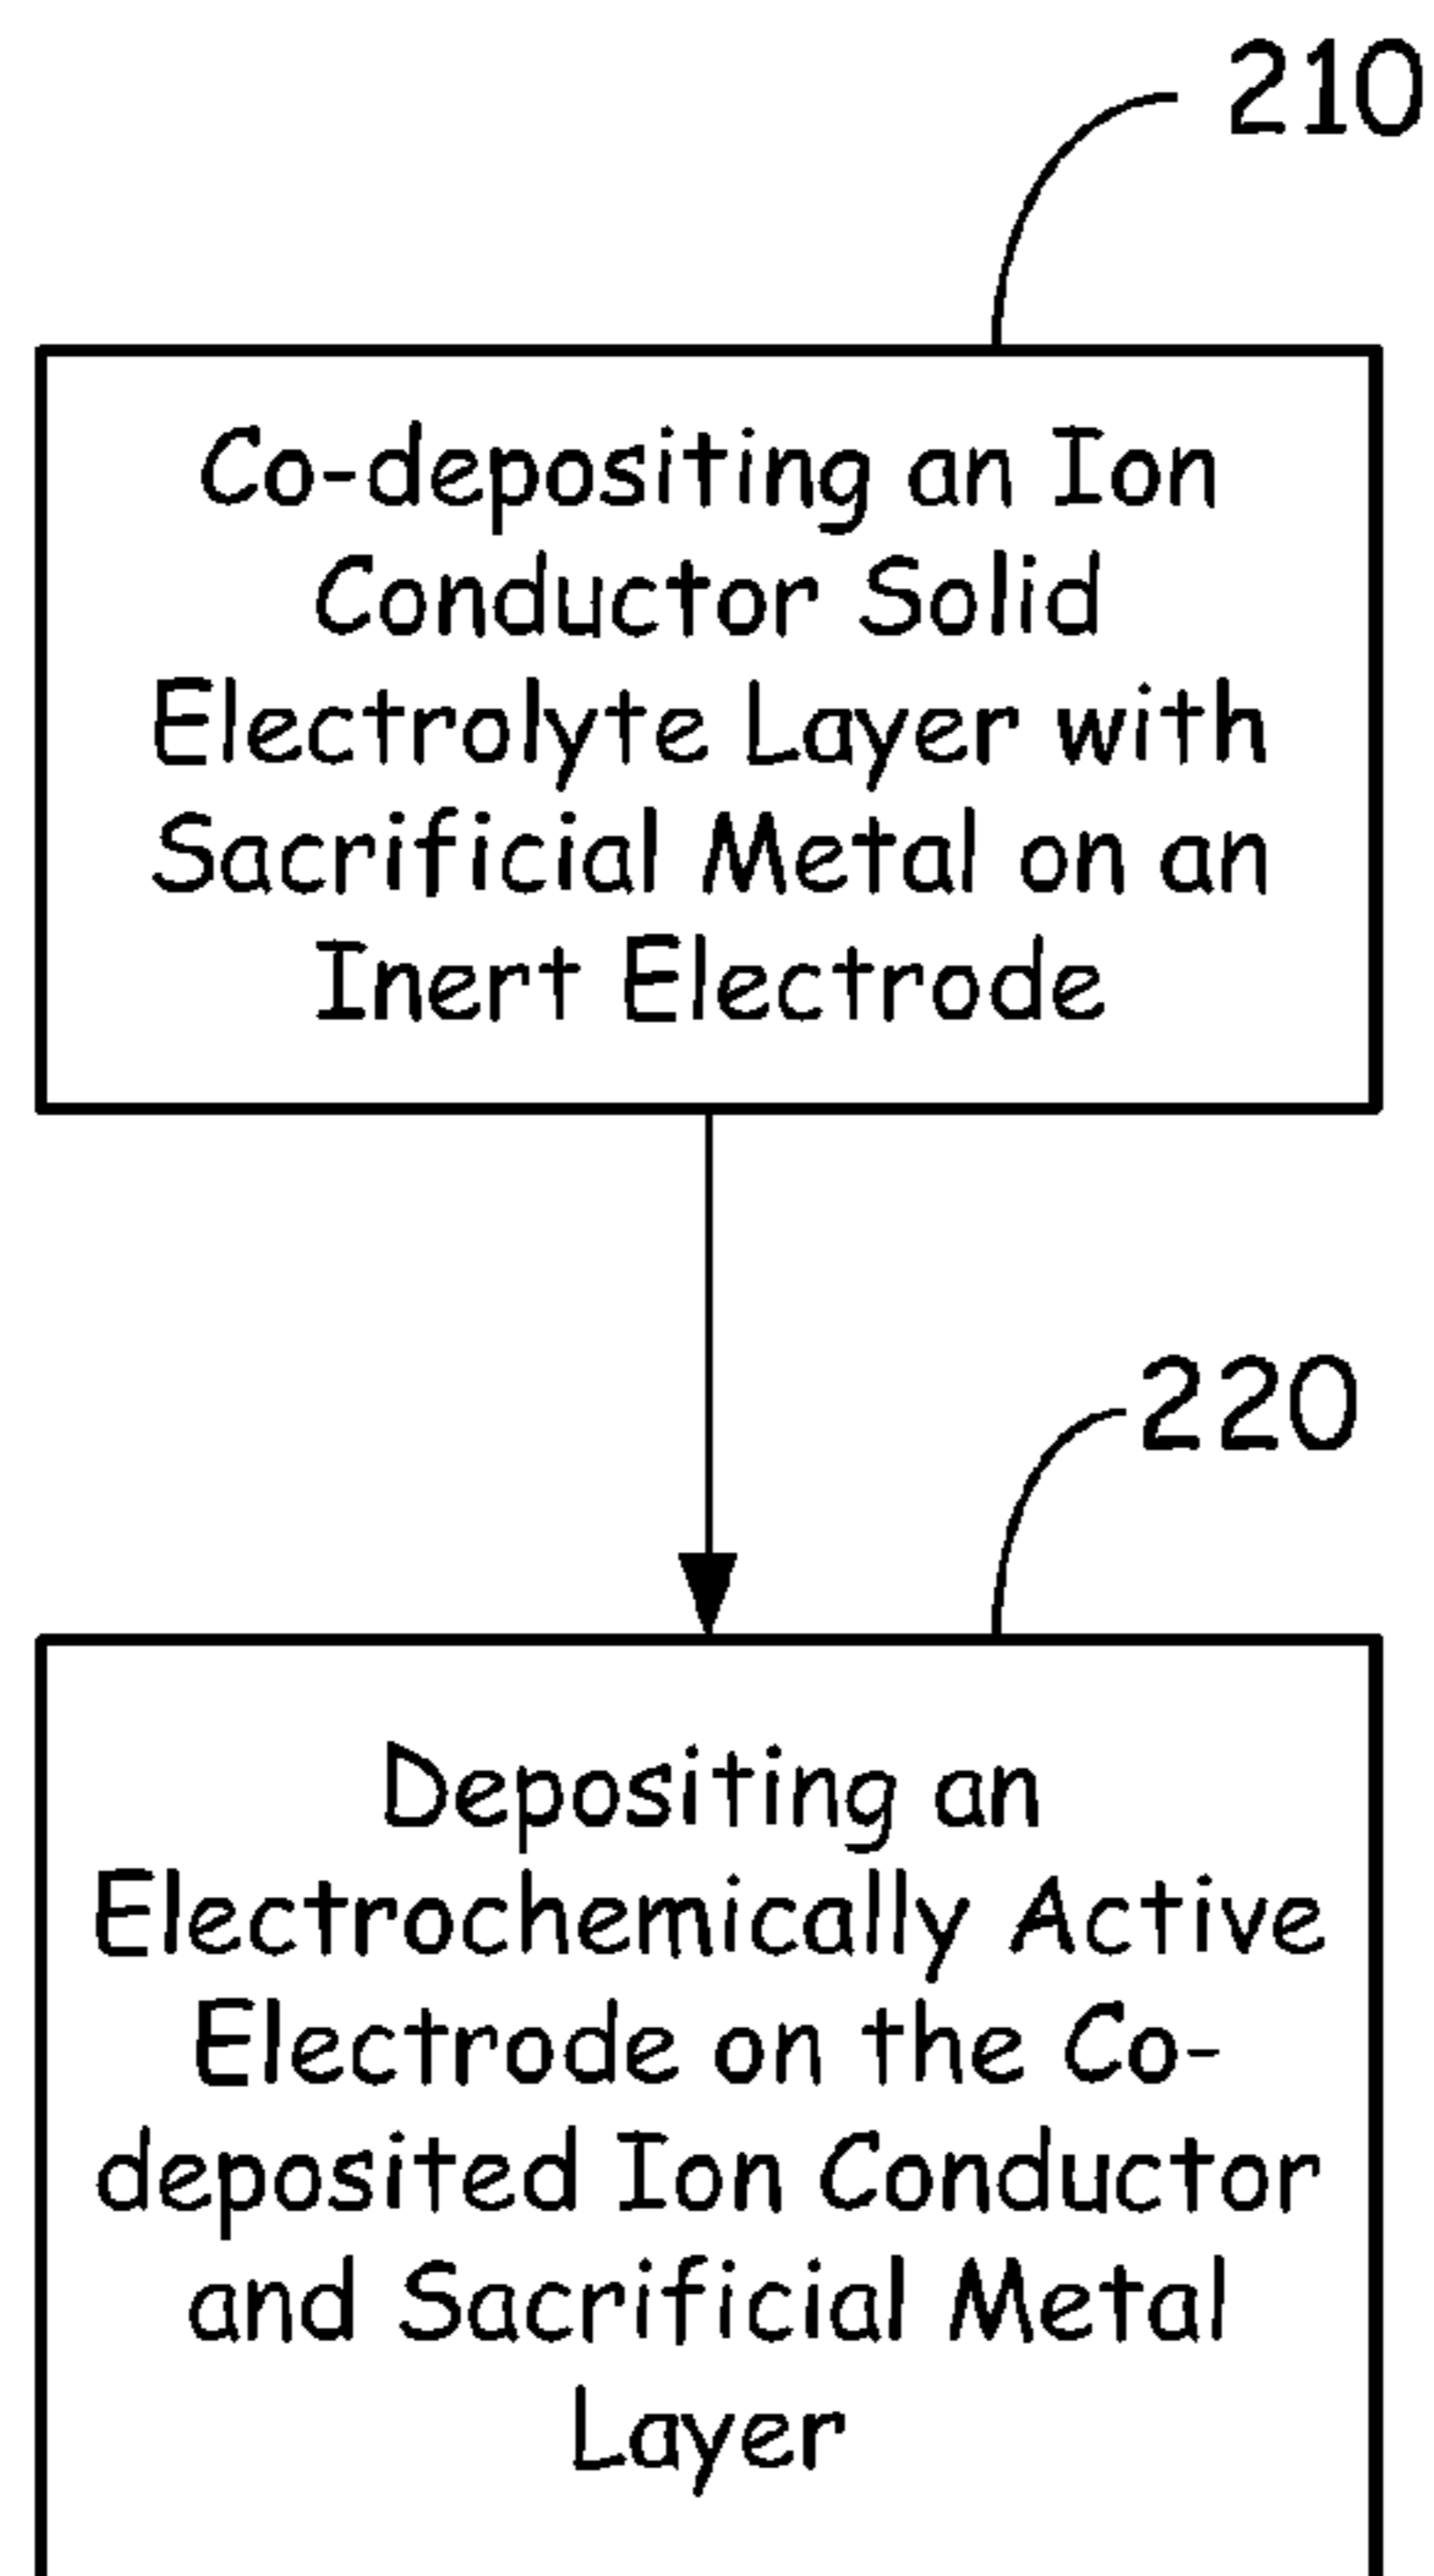 210
Co-depositing an Ion
Conductor Solid
Electrolyte Layer with
Sacrificial Metal on an
Inert Electrode
220
Depositing an
Electrochemically Active
Electrode on the Co-
deposited Ion Conductor
and Sacrificial Metal
Layer